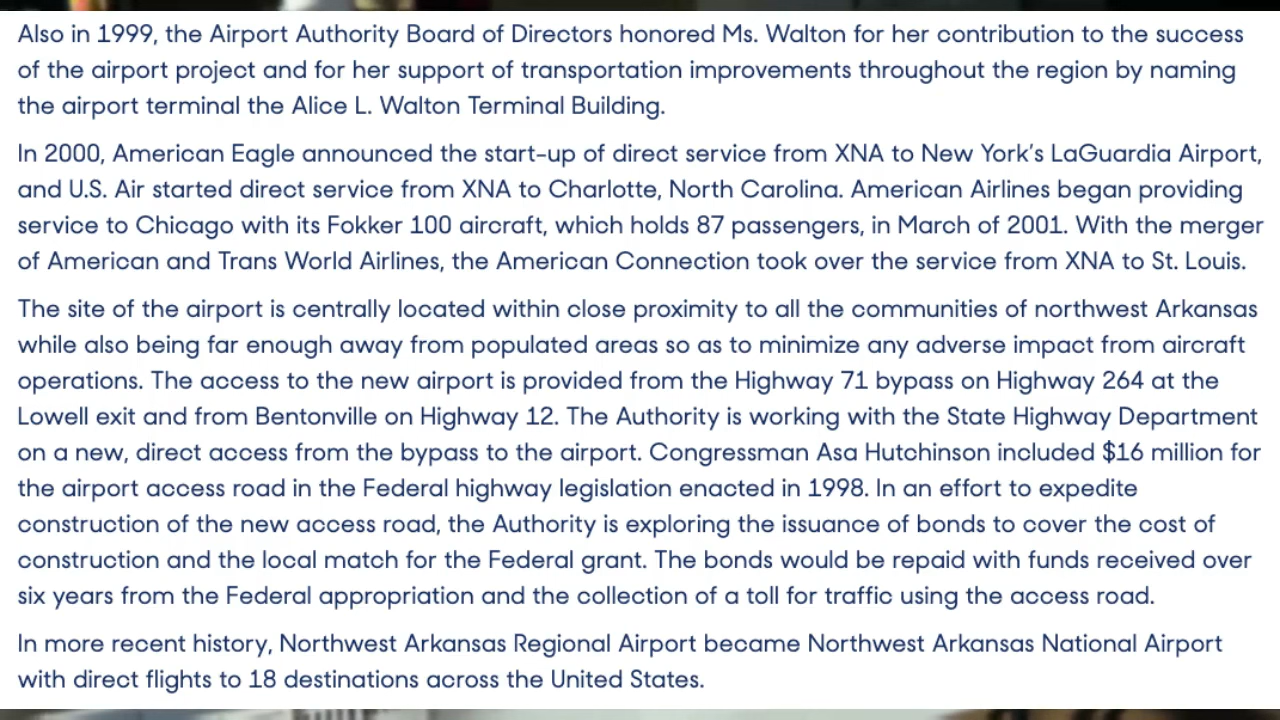 Also in 1999, the Airport Authority Board of Directors honored Ms. Walton for her contribution to the success
of the airport project and for her support of transportation improvements throughout the region by naming
the airport terminal the Alice L. Walton Terminal Building.
In 2000, American Eagle announced the start-up of direct service from XNA to New York's LaGuardia Airport,
and U.S. Air started direct service from XNA to Charlotte, North Carolina. American Airlines began providing
service to Chicago with its Fokker 100 aircraft, which holds 87 passengers, in March of 2001. With the merger
of American and Trans World Airlines, the American Connection took over the service from XNA to St. Louis.
The site of the airport is centrally located within close proximity to all the communities of northwest Arkansas
while also being far enough away from populated areas so as to minimize any adverse impact from aircraft
operations. The access to the new airport is provided from the Highway 71 bypass on Highway 264 at the
Lowell exit and from Bentonville on Highway 12. The Authority is working with the State Highway Department
on a new, direct access from the bypass to the airport. Congressman Asa Hutchinson included $16 million for
the airport access road in the Federal highway legislation enacted in 1998. In an effort to expedite
construction of the new access road, the Authority is exploring the issuance of bonds to cover the cost of
construction and the local match for the Federal grant. The bonds would be repaid with funds received over
six years from the Federal appropriation and the collection of a toll for traffic using the access road.
In more recent history, Northwest Arkansas Regional Airport became Northwest Arkansas National Airport
with direct flights to 18 destinations across the United States.